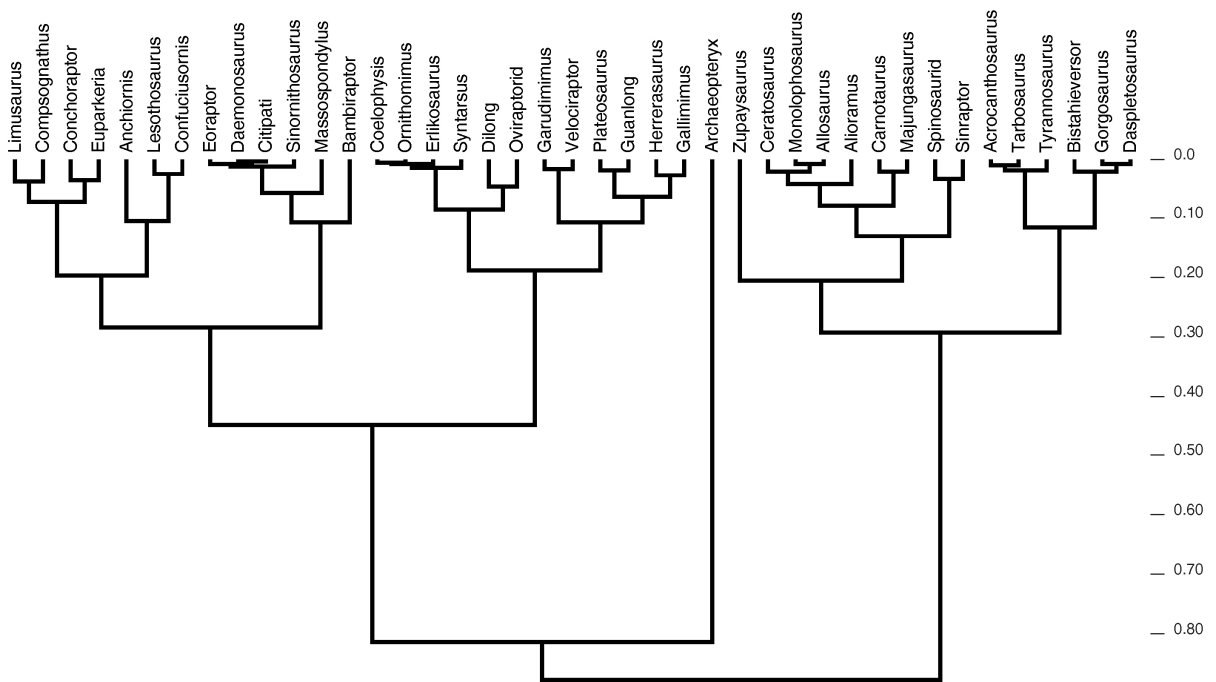 Limusaurus
Compsognathus
Conchoraptor
Euparkeria
Anchiornis
Lesothosaurus
Confuciusornis
Eoraptor
Daemonosaurus
Citipati
Sinornithosaurus
Massospondylus
Bambiraptor
Coelophysis
Ornithomimus
Erlikosaurus
Syntarsus
Dilong
Oviraptorid
Garudimimus
Velociraptor
Plateosaurus
Guanlong
Herrerasaurus
Gallimimus
Archaeopteryx
Zupaysaurus
Ceratosaurus
Monolophosaurus
Allosaurus
Alioramus
Carnotaurus
Majungasaurus
Spinosaurid
Sinraptor
Acrocanthosaurus
Tarbosaurus
Tyrannosaurus
Bistahieversor
Gorgosaurus
Daspletosaurus
0.0
0.10
0.20
0.30
0.40
0.50
0.60
0.70
0.80